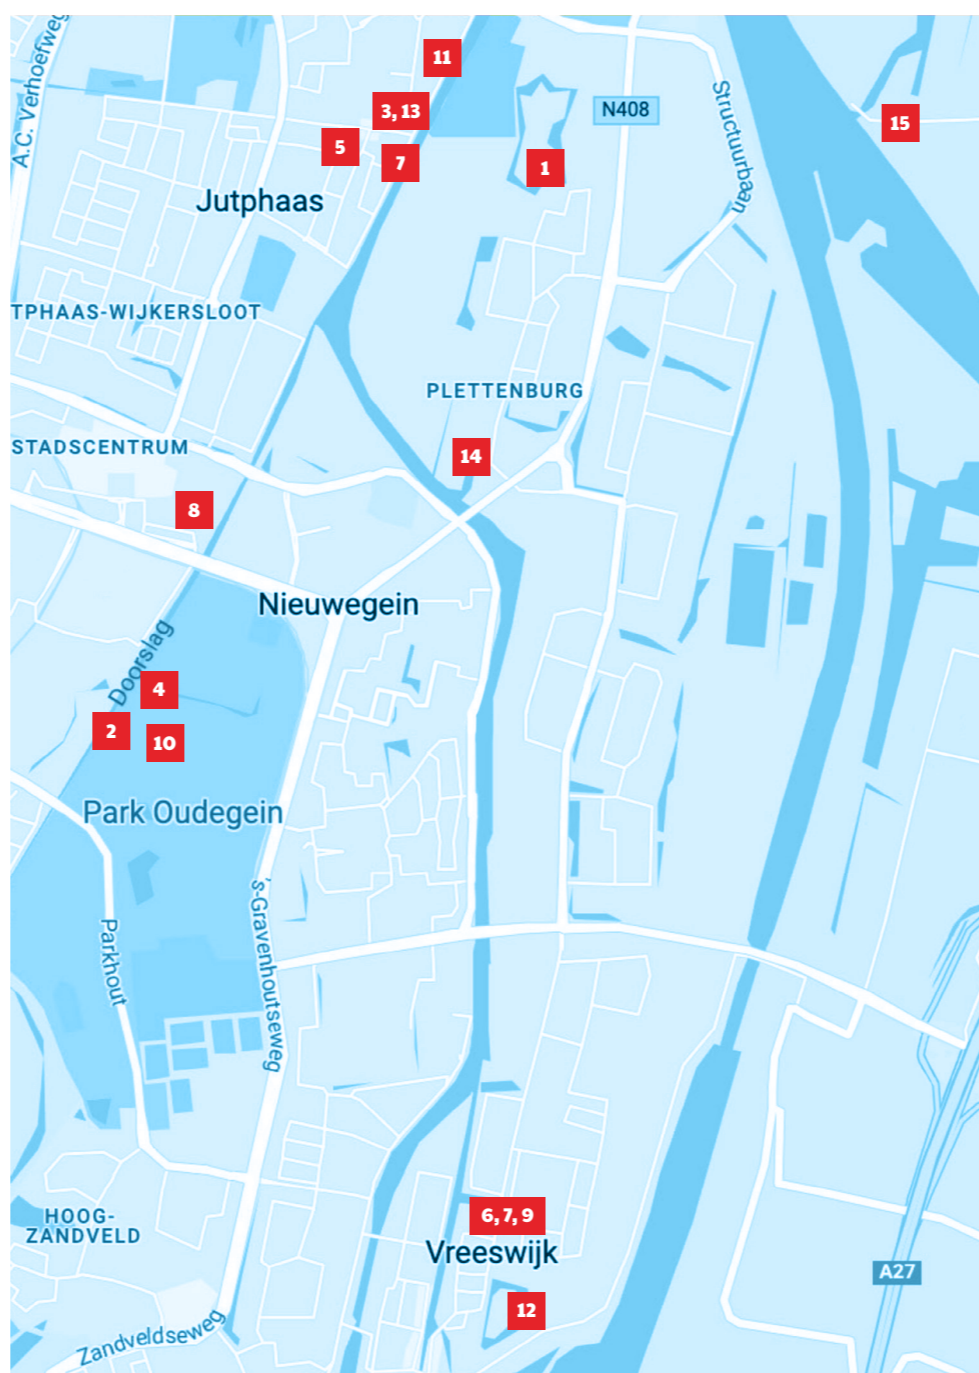 A.C. Verhoefweg
11
3, 13
N408
Structuurbaan
15
5
7
1
Jutphaas
TPHAAS-WIJKERSLOOT
PLETTENBURG
STADSCENTRUM
14
8
Nieuwegein
Doorslag
4
2
10
Park Oudegein
's-Gravenhoutseweg
Parkhout
6, 7, 9
HOOG-
ZANDVELD
Vreeswijk
A27
12
Zandveldseweg